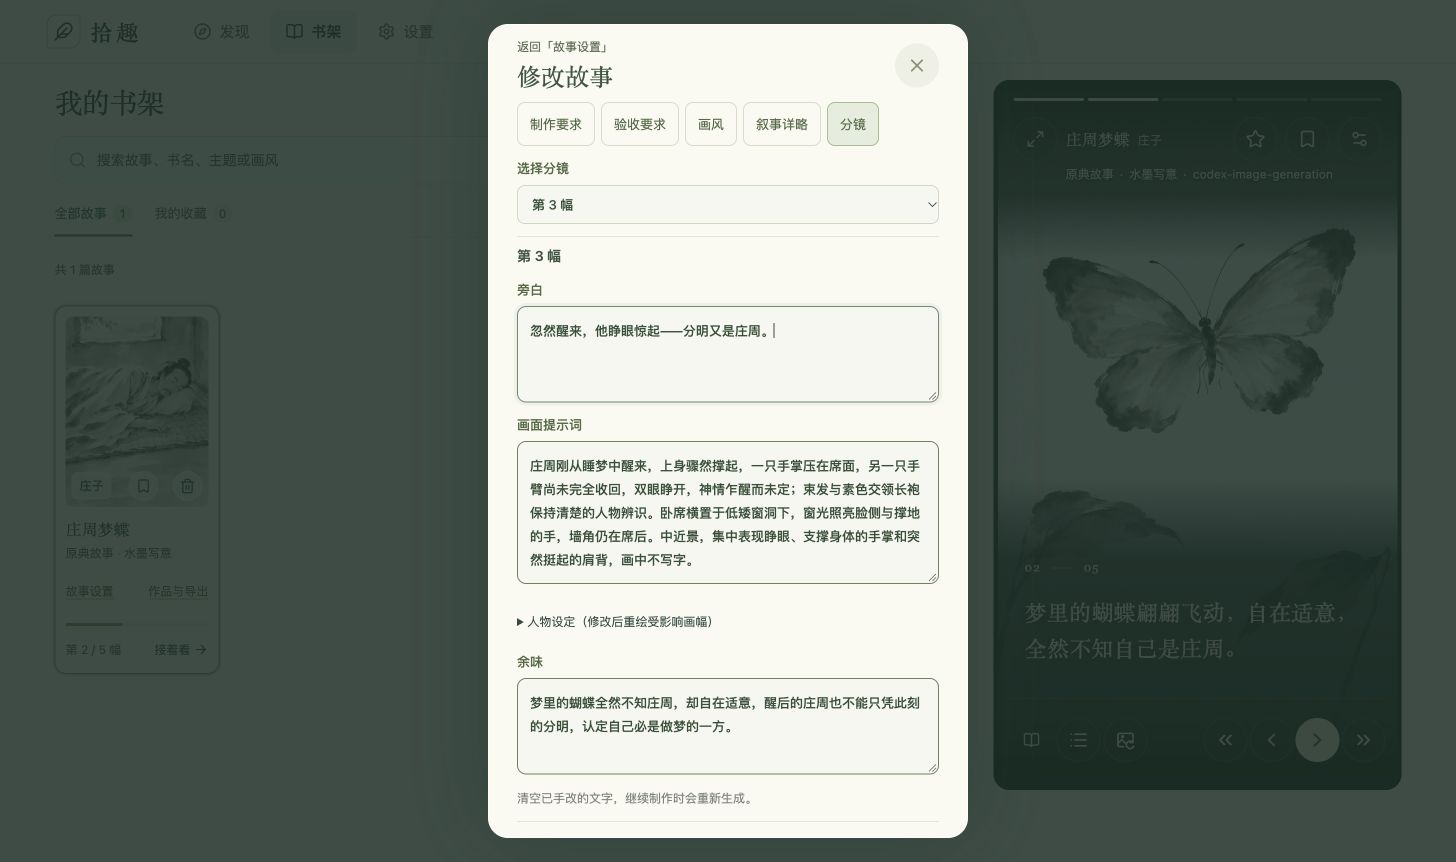 拾趣
发现
书架
设置
我的书架
搜索故事、书名、主题或画风
全部故事 1
我的收藏 0
共 1 篇故事
庄子
庄周梦蝶
原典故事 · 水墨写意
故事设置
作品与导出
第 2 / 5 幅
接着看 →
返回「故事设置」
修改故事
制作要求
验收要求
画风
叙事详略
分镜
选择分镜
第 3 幅
第 3 幅
旁白
忽然醒来，他睁眼惊起——分明又是庄周。
画面提示词
庄周刚从睡梦中醒来，上身骤然撑起，一只手掌压在席面，另一只手
臂尚未完全收回，双眼睁开，神情乍醒而未定；束发与素色交领长袍
保持清楚的人物辨识。卧席横置于低矮窗洞下，窗光照亮脸侧与撑地
的手，墙角仍在席后。中近景，集中表现睁眼、支撑身体的手掌和突
然挺起的肩背，画中不写字。
人物设定（修改后重绘受影响画幅）
余味
梦里的蝴蝶全然不知庄周，却自在适意，醒后的庄周也不能只凭此刻
的分明，认定自己必是做梦的一方。
清空已手改的文字，继续制作时会重新生成。
庄周梦蝶 庄子
原典故事 · 水墨写意 · codex-image-generation
02 — 05
梦里的蝴蝶翩翩飞动，自在适意，
全然不知自己是庄周。